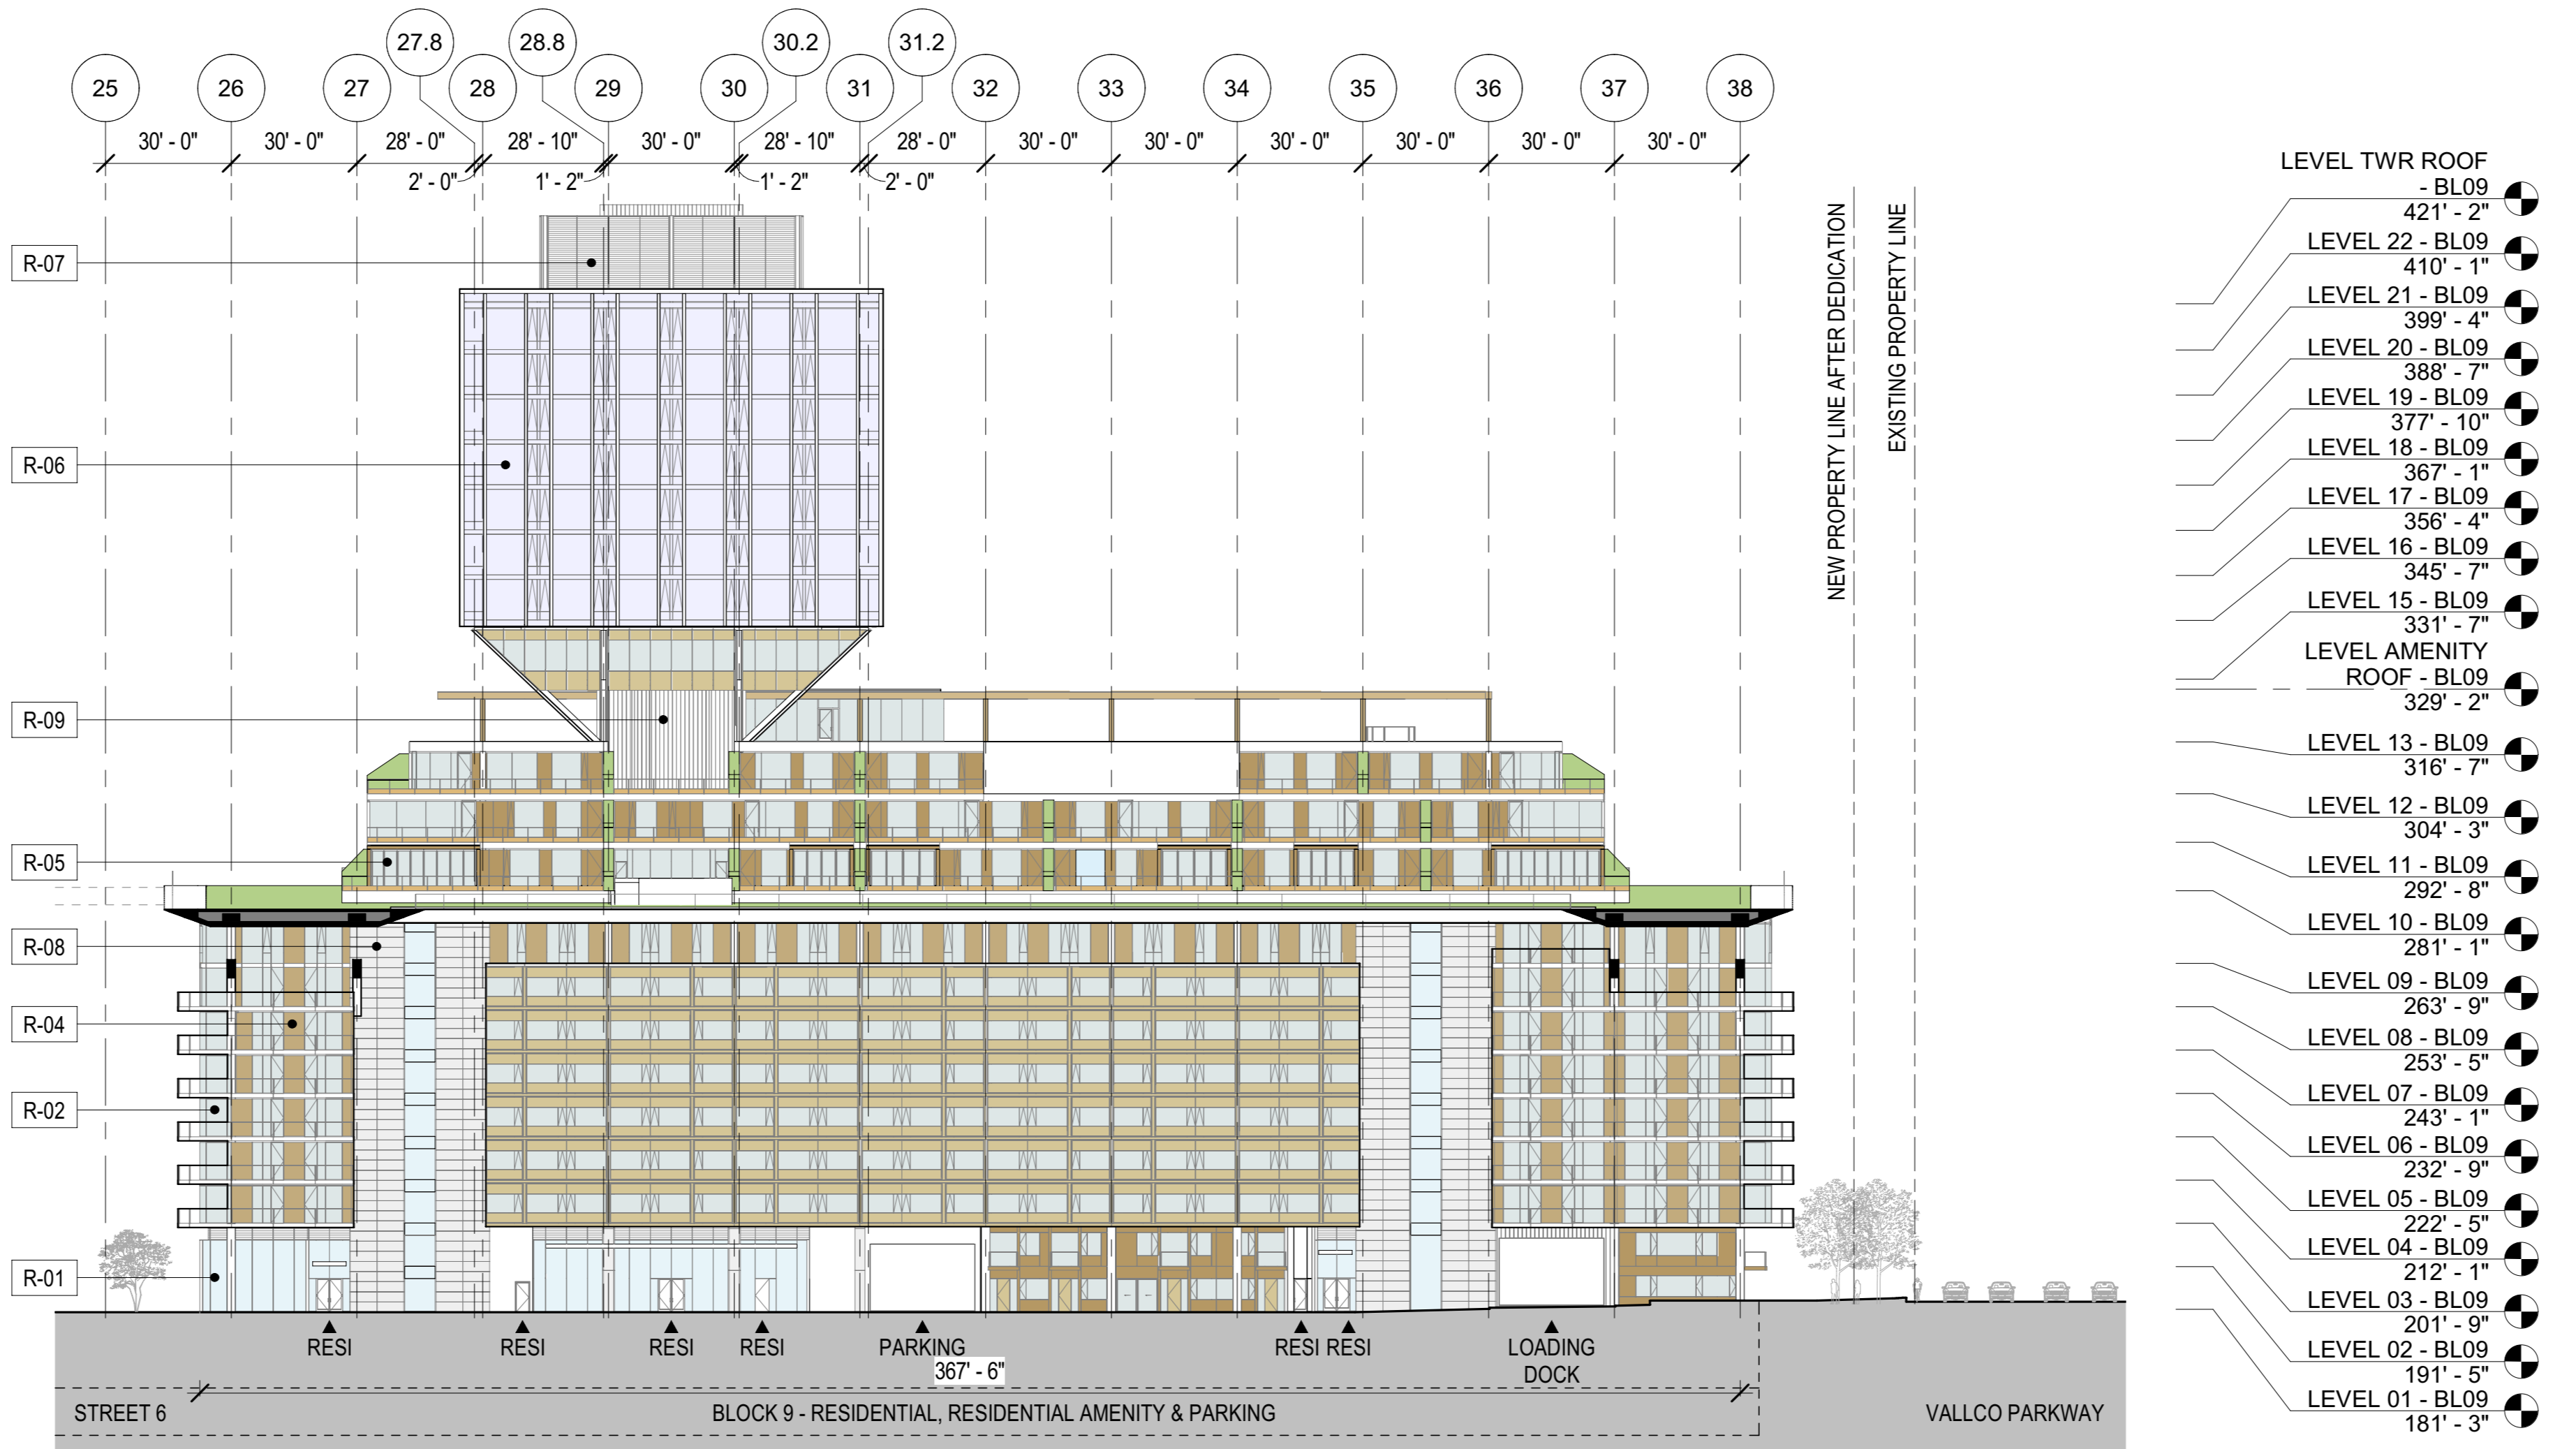 27.8 28.8 30.2 31.2
25 26 27 28 29 30 31 32 33 34 35 36 37 38
30' - 0" 30' - 0" 28' - 0" 28' - 10" 30' - 0" 28' - 10" 28' - 0" 30' - 0" 30' - 0" 30' - 0" 30' - 0" 30' - 0" 30' - 0"
2' - 0" 1' - 2" 1' - 2" 2' - 0"
R-07
R-06
R-09
R-05
R-08
R-04
R-02
R-01
NEW PROPERTY LINE AFTER DEDICATION
EXISTING PROPERTY LINE
LEVEL TWR ROOF
- BL09
421' - 2"
LEVEL 22 - BL09
410' - 1"
LEVEL 21 - BL09
399' - 4"
LEVEL 20 - BL09
388' - 7"
LEVEL 19 - BL09
377' - 10"
LEVEL 18 - BL09
367' - 1"
LEVEL 17 - BL09
356' - 4"
LEVEL 16 - BL09
345' - 7"
LEVEL 15 - BL09
331' - 7"
LEVEL AMENITY
ROOF - BL09
329' - 2"
LEVEL 13 - BL09
316' - 7"
LEVEL 12 - BL09
304' - 3"
LEVEL 11 - BL09
292' - 8"
LEVEL 10 - BL09
281' - 1"
LEVEL 09 - BL09
263' - 9"
LEVEL 08 - BL09
253' - 5"
LEVEL 07 - BL09
243' - 1"
LEVEL 06 - BL09
232' - 9"
LEVEL 05 - BL09
222' - 5"
LEVEL 04 - BL09
212' - 1"
LEVEL 03 - BL09
201' - 9"
LEVEL 02 - BL09
191' - 5"
LEVEL 01 - BL09
181' - 3"
RESI RESI RESI RESI PARKING RESI RESI LOADING
DOCK
367' - 6"
STREET 6 BLOCK 9 - RESIDENTIAL, RESIDENTIAL AMENITY & PARKING VALLCO PARKWAY